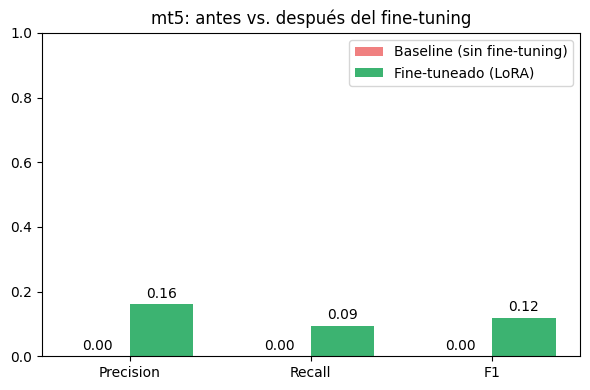 mt5: antes vs. después del fine-tuning
Baseline (sin fine-tuning)
Fine-tuneado (LoRA)
1.0
0.8
0.6
0.4
0.2
0.0
0.00
0.16
0.00
0.09
0.00
0.12
Precision
Recall
F1